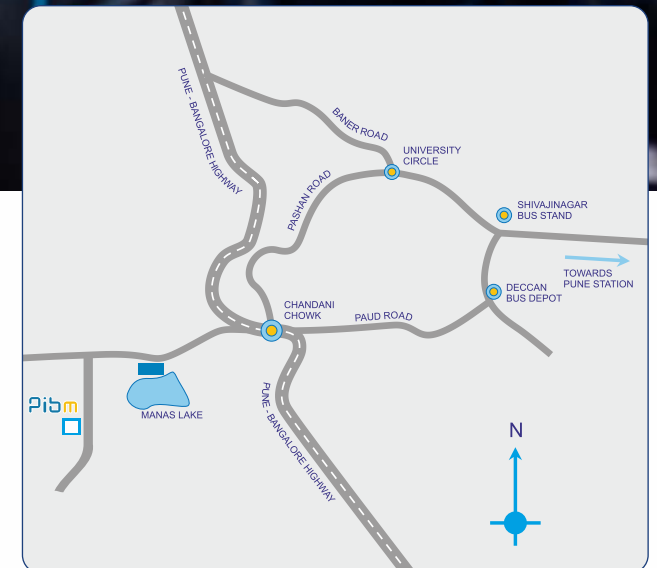 PUNE - BANGALORE HIGHWAY
BANER ROAD
UNIVERSITY
CIRCLE
PASHAN ROAD
SHIVAJINAGAR
BUS STAND
TOWARDS
PUNE STATION
DECCAN
BUS DEPOT
CHANDANI
CHOWK
PAUD ROAD
Pibm
MANAS LAKE
PUNE - BANGALORE HIGHWAY
N